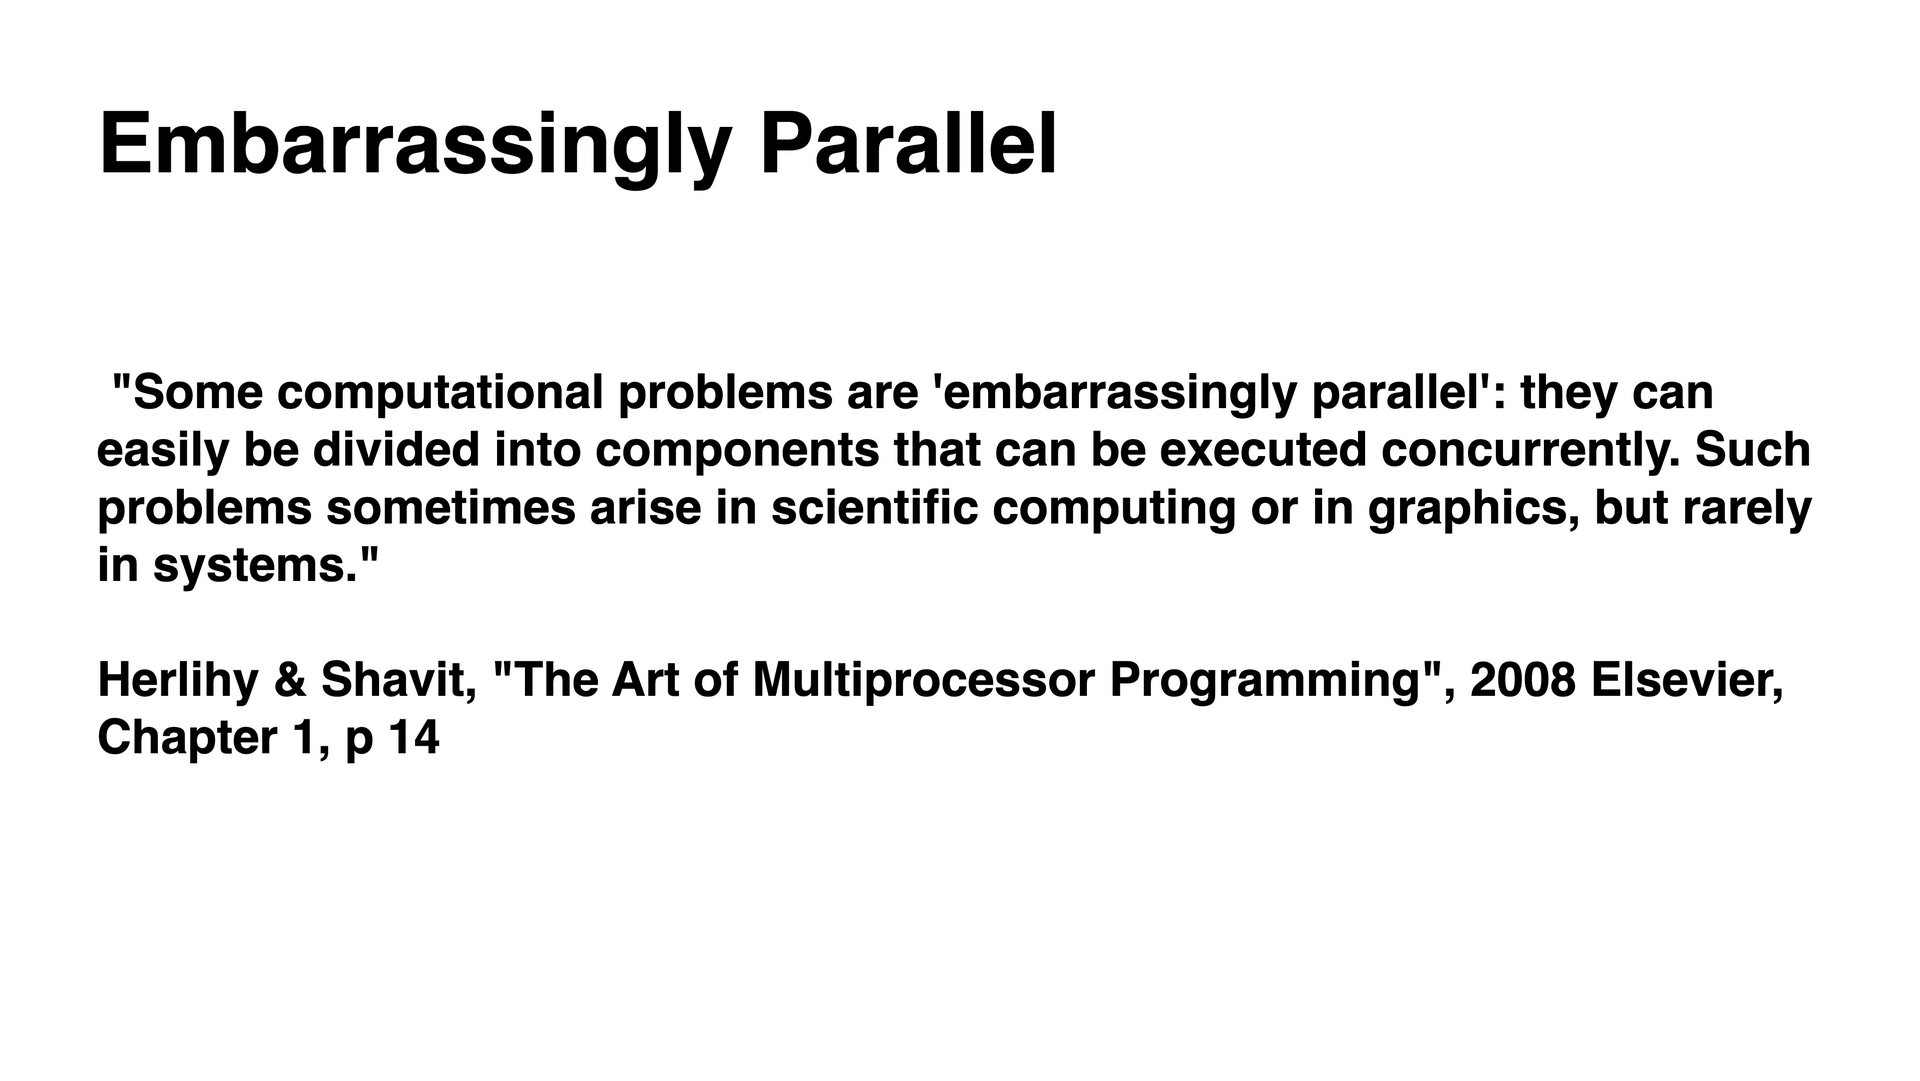 Embarrassingly Parallel
"Some computational problems are 'embarrassingly parallel': they can
easily be divided into components that can be executed concurrently. Such
problems sometimes arise in scientific computing or in graphics, but rarely
in systems."
Herlihy & Shavit, "The Art of Multiprocessor Programming", 2008 Elsevier,
Chapter 1, p 14